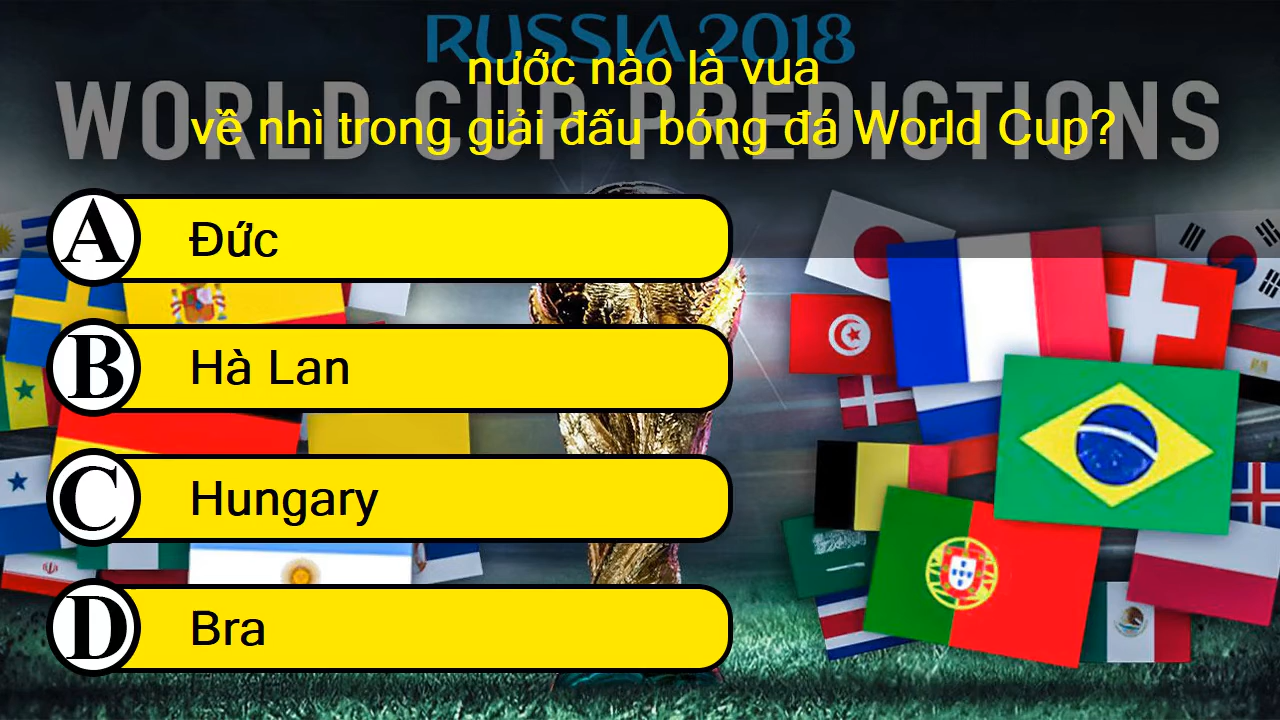 RUSSIA 2018
nước nào là vua
WORLD CUP PREDICTIONS
về nhì trong giải đấu bóng đá World Cup?
A Đức
B Hà Lan
C Hungary
D Bra